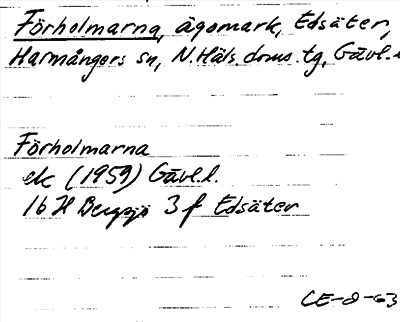 Förholmarna, ägomark, Edsäter,
Harmångers sn, N.Häls.doms.tg, Gävl.l
Förholmarna
ek (1959) Gävl.l.
16 H Bergsjö 3 f Edsäter
CE-8-63